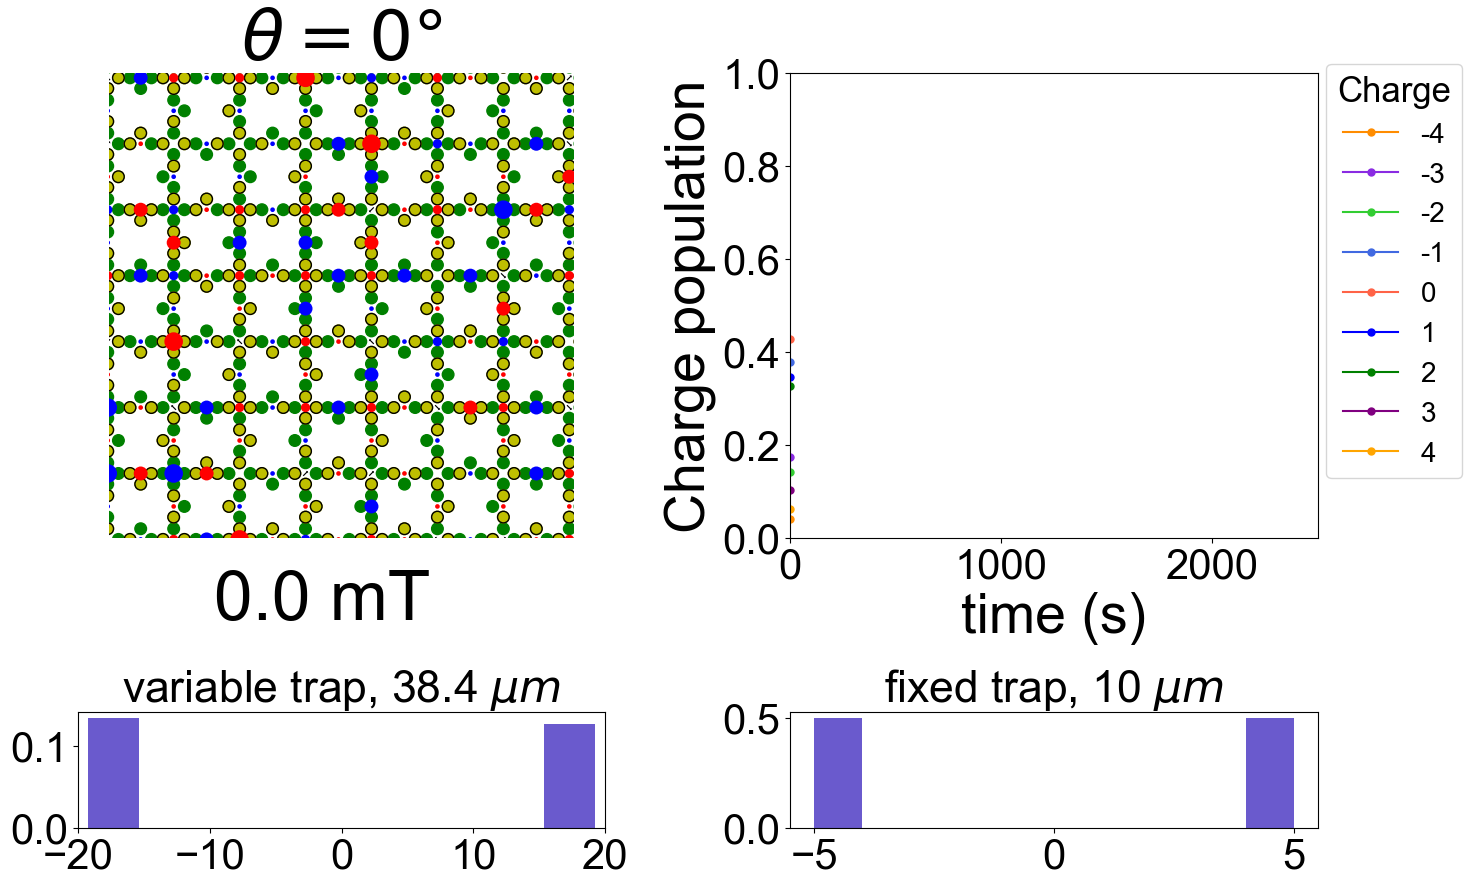 θ = 0°
0.0 mT
Charge population
1.0
0.8
0.6
0.4
0.2
0.0
0 1000 2000
time (s)
Charge
-4
-3
-2
-1
0
1
2
3
4
variable trap, 38.4 μm
0.1
0.0
−20 −10 0 10 20
fixed trap, 10 μm
0.5
0.0
−5 0 5